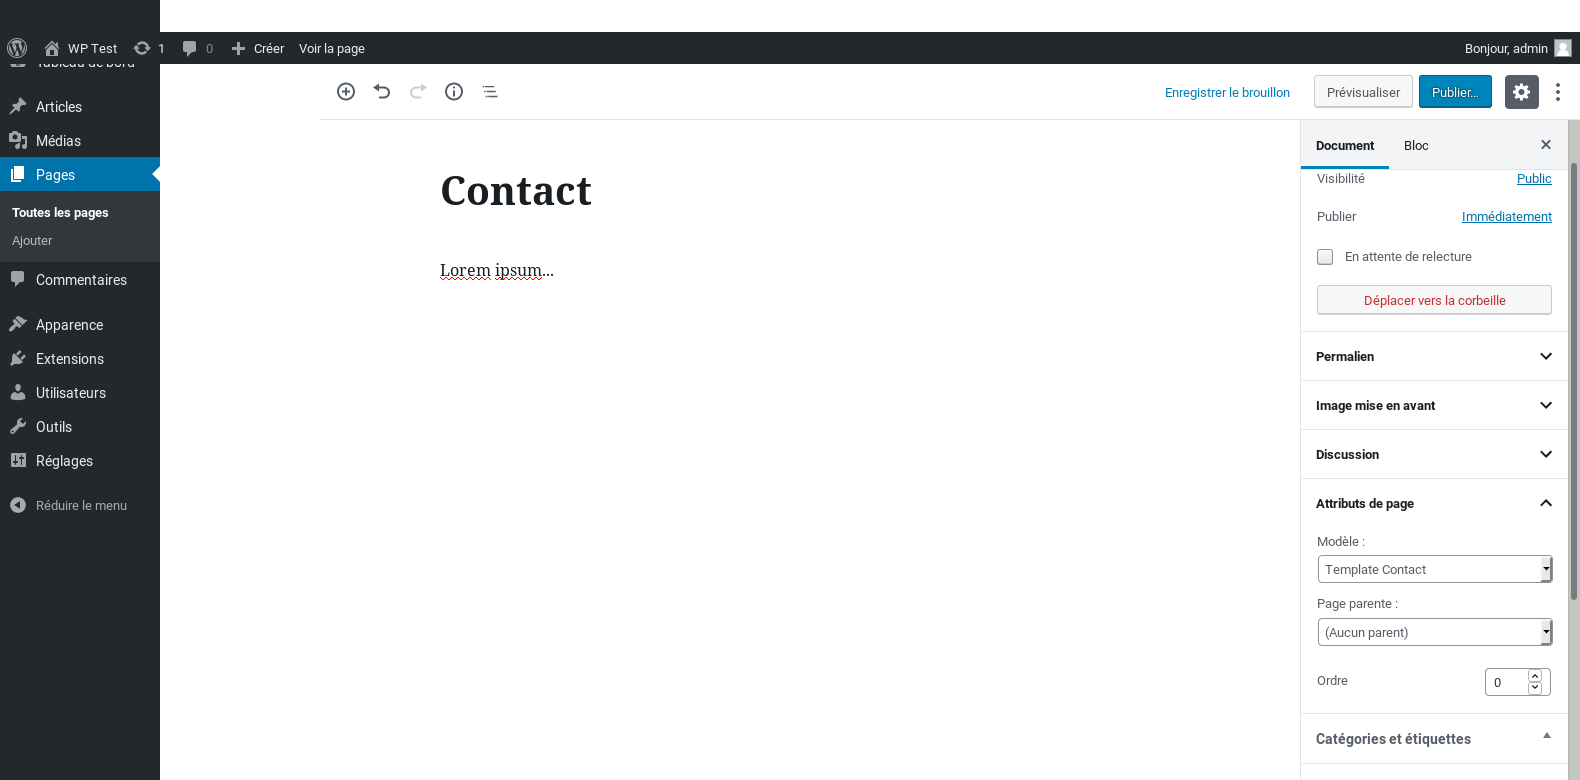 WP Test 1 0 Créer Voir la page Bonjour, admin
Tableau de bord
Articles
Médias
Pages
Toutes les pages
Ajouter
Commentaires
Apparence
Extensions
Utilisateurs
Outils
Réglages
Réduire le menu
Enregistrer le brouillon Prévisualiser Publier...
Contact
Lorem ipsum...
Document Bloc
Visibilité Public
Publier Immédiatement
En attente de relecture
Déplacer vers la corbeille
Permalien
Image mise en avant
Discussion
Attributs de page
Modèle :
Template Contact
Page parente :
(Aucun parent)
Ordre 0
Catégories et étiquettes